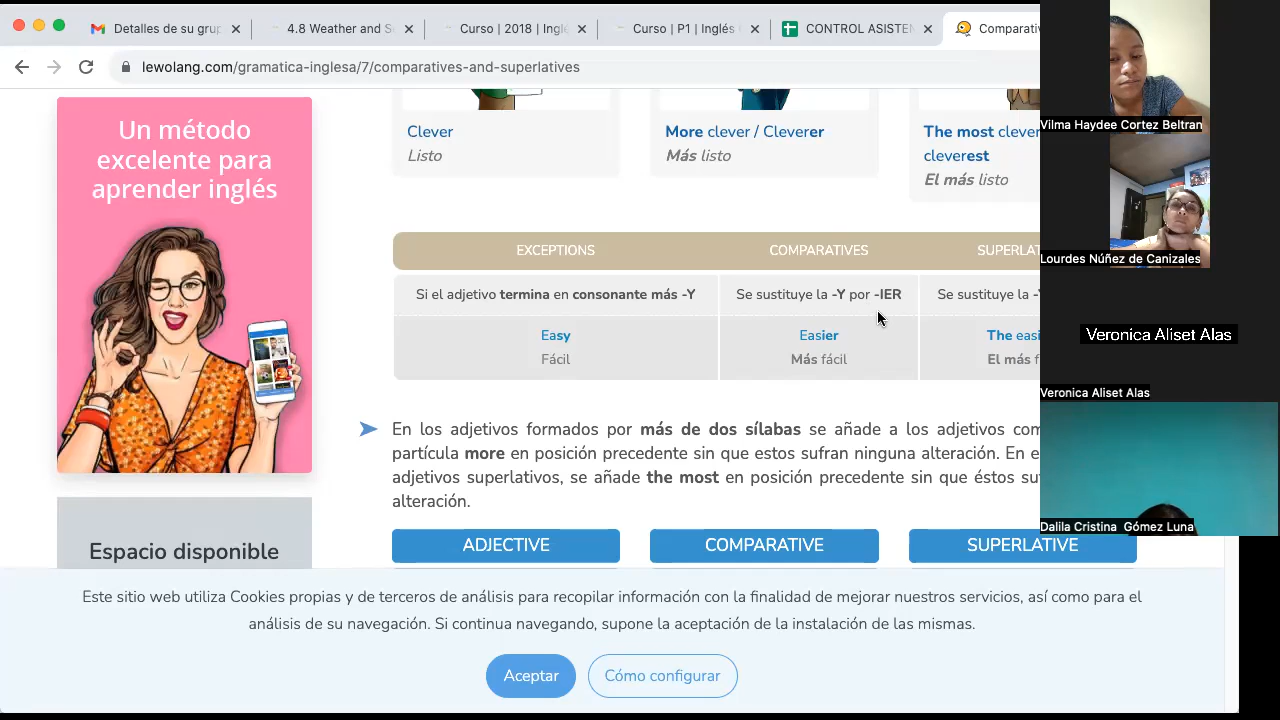 Detalles de su gru
4.8 Weather and S
Curso | 2018 | Ingl
Curso | P1 | Inglés
CONTROL ASISTEN
Comparativ
lewolang.com/gramatica-inglesa/7/comparatives-and-superlatives
Un método
excelente para
aprender inglés
Espacio disponible
Clever
Listo
More clever / Cleverer
Más listo
The most clever
cleverest
El más listo
EXCEPTIONS
COMPARATIVES
SUPERLAT
Si el adjetivo termina en consonante más -Y
Se sustituye la -Y por -IER
Se sustituye la -Y
Easy
Fácil
Easier
Más fácil
The easi
El más f
En los adjetivos formados por más de dos sílabas se añade a los adjetivos com
partícula more en posición precedente sin que estos sufran ninguna alteración. En e
adjetivos superlativos, se añade the most en posición precedente sin que éstos su
alteración.
ADJECTIVE
COMPARATIVE
SUPERLATIVE
Este sitio web utiliza Cookies propias y de terceros de análisis para recopilar información con la finalidad de mejorar nuestros servicios, así como para el
análisis de su navegación. Si continua navegando, supone la aceptación de la instalación de las mismas.
Aceptar
Cómo configurar
Vilma Haydee Cortez Beltran
Lourdes Núñez de Canizales
Veronica Aliset Alas
Veronica Aliset Alas
Dalila Cristina Gómez Luna